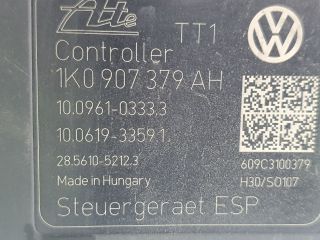 Ate TT1
Controller
1K0 907 379 AH
10.0961-0333.3
10.0619-3359.1
28.5610-5212.3 609C3100379
Made in Hungary H30/SO107
Steuergeraet ESP